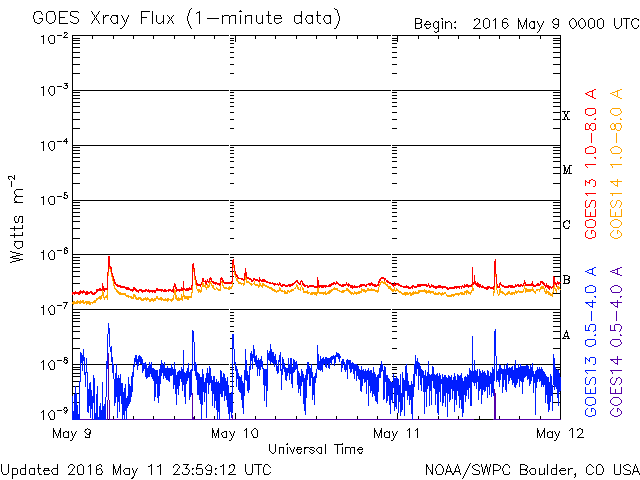 GOES Xray Flux (1-minute data)
Begin: 2016 May 9 0000 UTC
10⁻²
10⁻³
10⁻⁴
10⁻⁵
10⁻⁶
10⁻⁷
10⁻⁸
10⁻⁹
Watts m⁻²
X
M
C
B
A
GOES13 1.0-8.0 A
GOES14 1.0-8.0 A
GOES13 0.5-4.0 A
GOES14 0.5-4.0 A
May 9
May 10
May 11
May 12
Universal Time
Updated 2016 May 11 23:59:12 UTC
NOAA/SWPC Boulder, CO USA